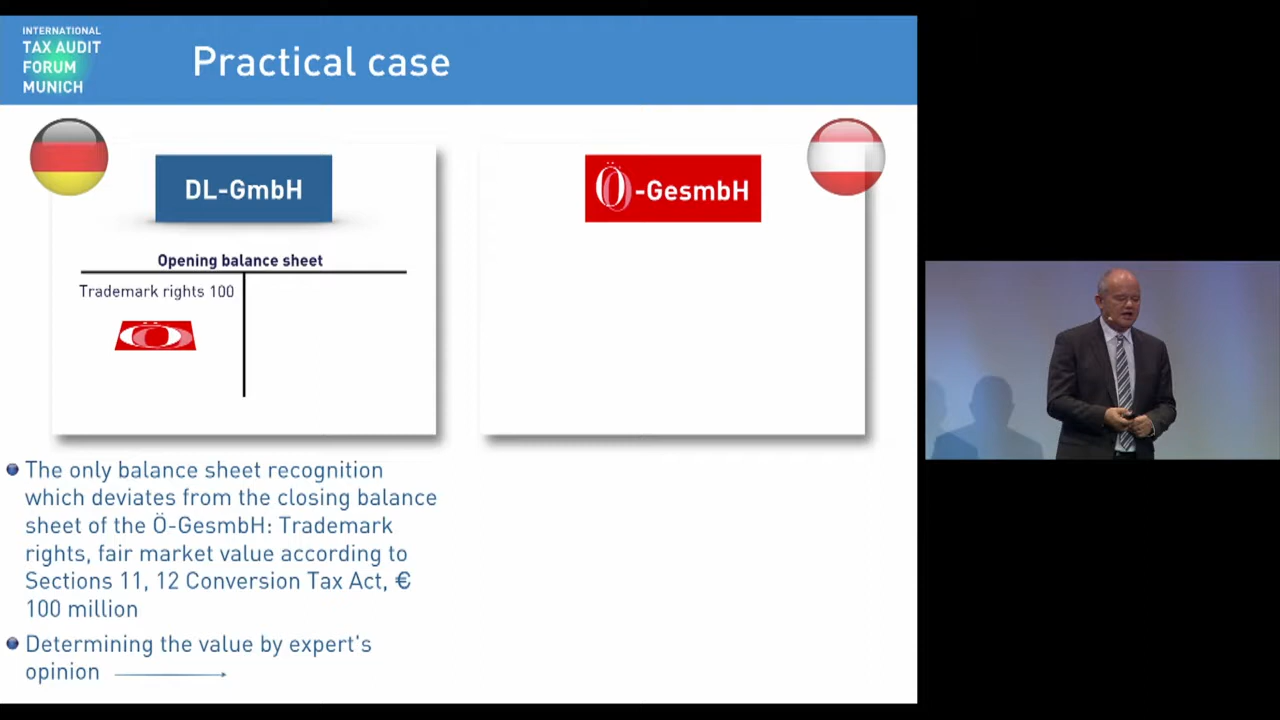 INTERNATIONAL
TAX AUDIT
FORUM
MUNICH
Practical case
DL-GmbH
Opening balance sheet
Trademark rights 100
Ö
Ö-GesmbH
The only balance sheet recognition
which deviates from the closing balance
sheet of the Ö-GesmbH: Trademark
rights, fair market value according to
Sections 11, 12 Conversion Tax Act, €
100 million
Determining the value by expert's
opinion